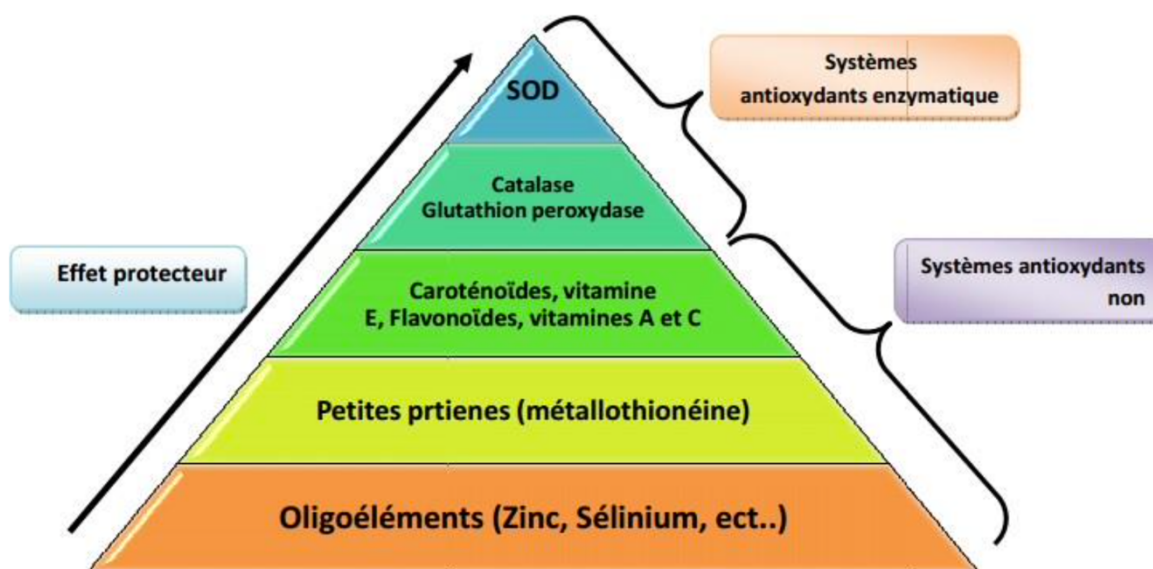 SOD
Systèmes
antioxydants enzymatique
Catalase
Glutathion peroxydase
Effet protecteur
Systèmes antioxydants
non
Caroténoïdes, vitamine
E, Flavonoïdes, vitamines A et C
Petites prtienes (métallothionéine)
Oligoéléments (Zinc, Sélinium, ect..)